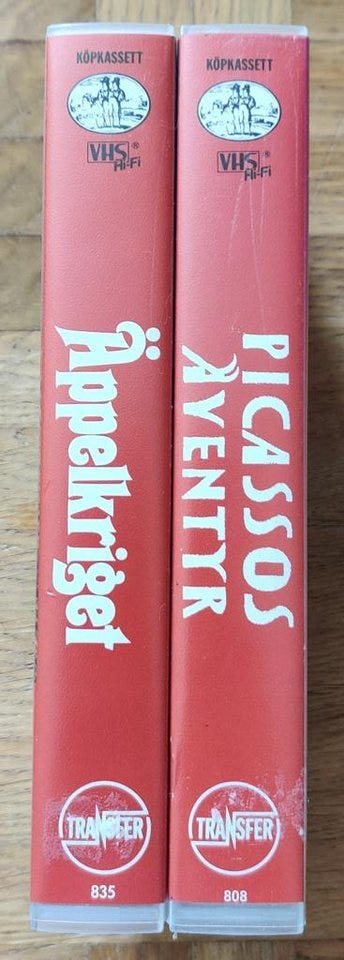 KÖPKASSETT
VHS®
Hi-Fi
Äppelkriget
TRANSFER
835
KÖPKASSETT
VHS®
Hi-Fi
PICASSOS
ÄVENTYR
TRANSFER
808